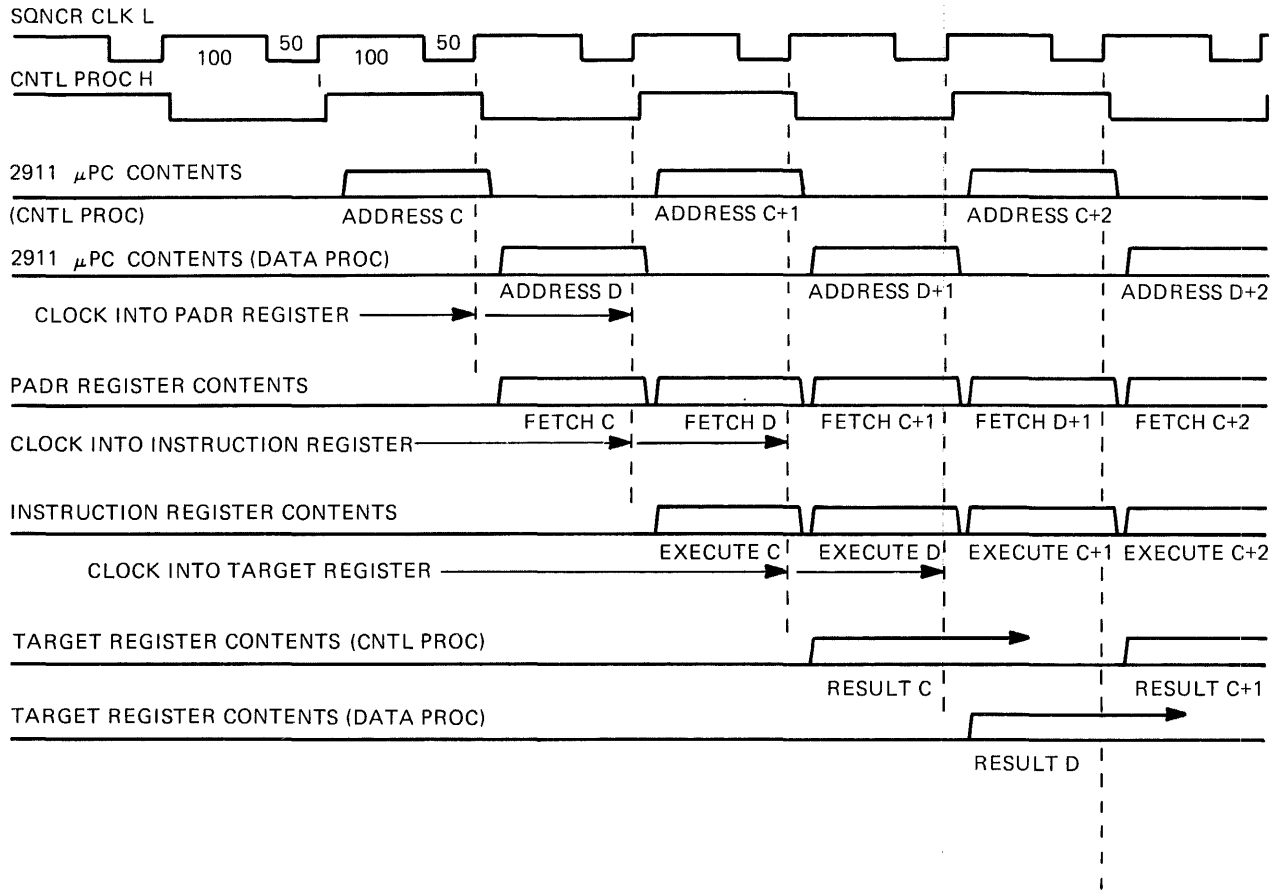 SQNCR CLK L
100 50 100 50
CNTL PROC H
2911 μPC CONTENTS
(CNTL PROC) ADDRESS C ADDRESS C+1 ADDRESS C+2
2911 μPC CONTENTS (DATA PROC)
ADDRESS D ADDRESS D+1 ADDRESS D+2
CLOCK INTO PADR REGISTER
PADR REGISTER CONTENTS
FETCH C FETCH D FETCH C+1 FETCH D+1 FETCH C+2
CLOCK INTO INSTRUCTION REGISTER
INSTRUCTION REGISTER CONTENTS
EXECUTE C EXECUTE D EXECUTE C+1 EXECUTE C+2
CLOCK INTO TARGET REGISTER
TARGET REGISTER CONTENTS (CNTL PROC)
RESULT C RESULT C+1
TARGET REGISTER CONTENTS (DATA PROC)
RESULT D